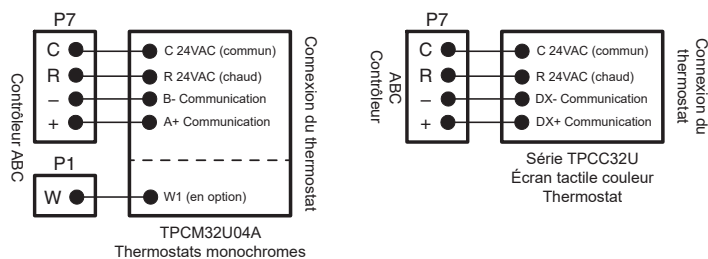 P7
C
R
–
+
C 24VAC (commun)
R 24VAC (chaud)
B- Communication
A+ Communication
P1
W
W1 (en option)
Contrôleur ABC
Connexion du thermostat
TPCM32U04A
Thermostats monochromes
P7
C
R
–
+
C 24VAC (commun)
R 24VAC (chaud)
DX- Communication
DX+ Communication
ABC
Contrôleur
Connexion du
thermostat
Série TPCC32U
Écran tactile couleur
Thermostat